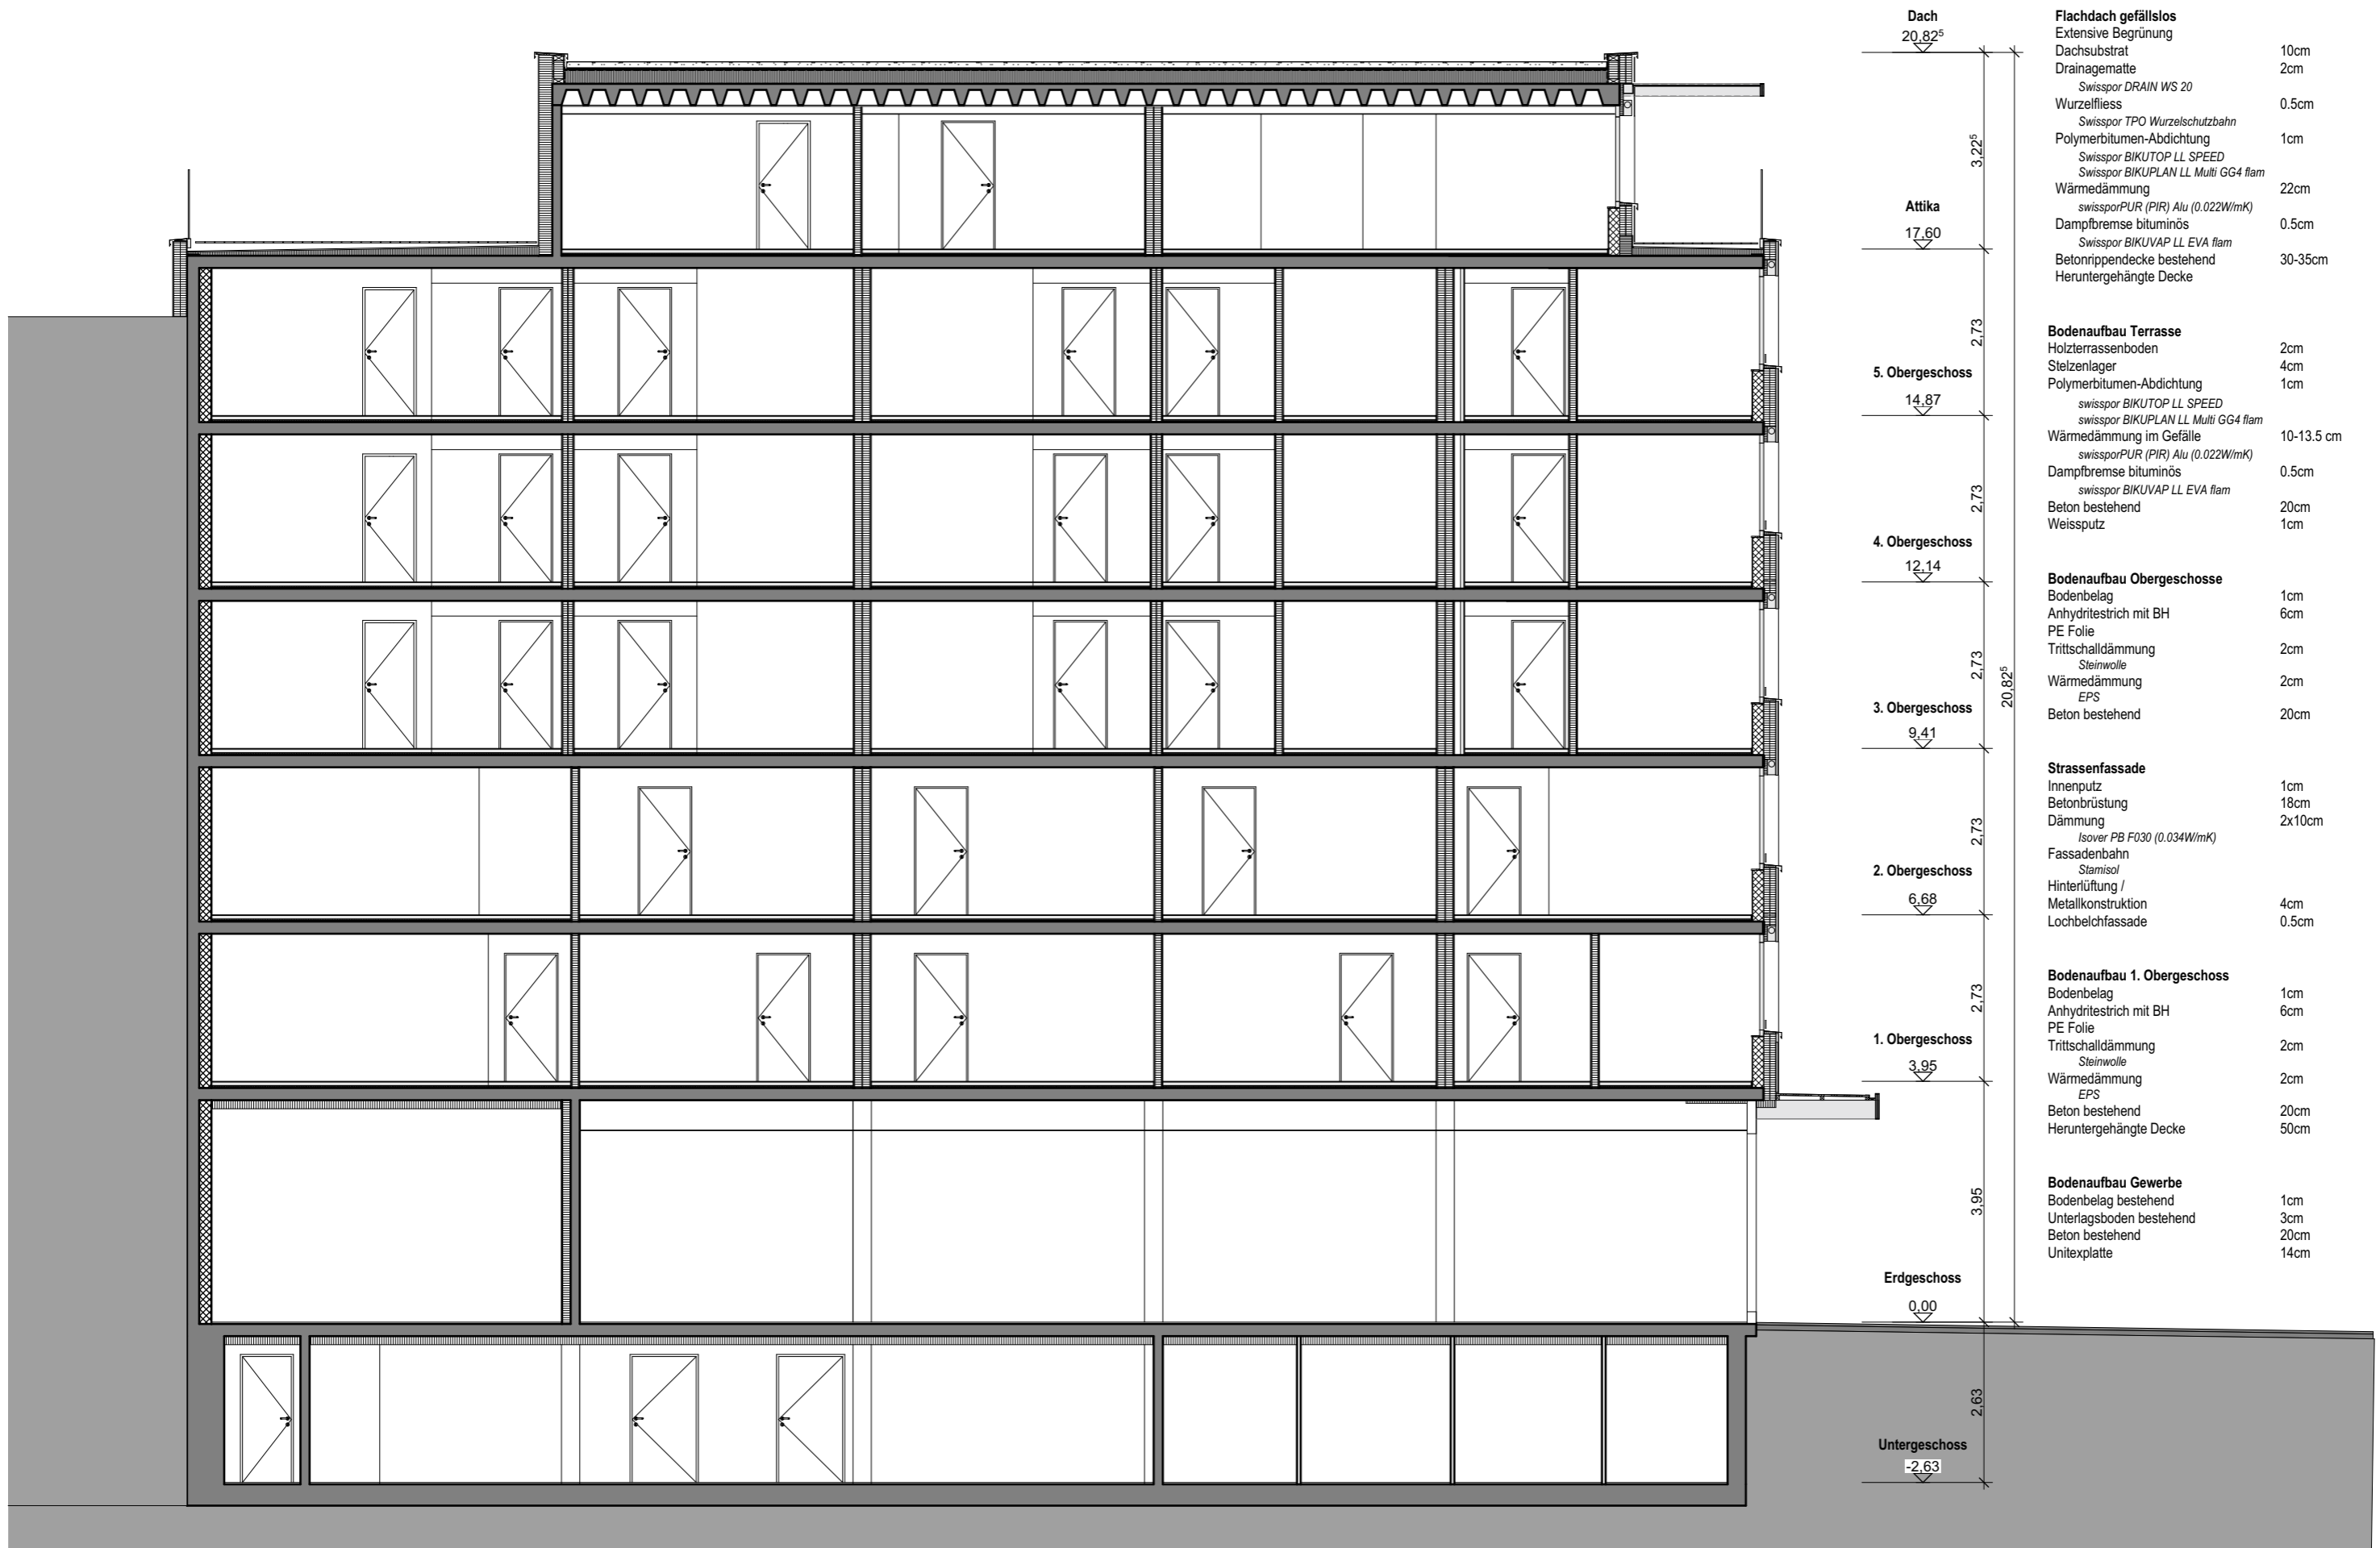 Dach
20,82⁵
3,22⁵
Attika
17,60
2,73
5. Obergeschoss
14,87
2,73
4. Obergeschoss
12,14
2,73
20,82⁵
3. Obergeschoss
9,41
2,73
2. Obergeschoss
6,68
2,73
1. Obergeschoss
3,95
3,95
Erdgeschoss
0,00
2,63
Untergeschoss
-2,63
Flachdach gefällslos
Extensive Begrünung
Dachsubstrat 10cm
Drainagematte 2cm
Swisspor DRAIN WS 20
Wurzelfliess 0.5cm
Swisspor TPO Wurzelschutzbahn
Polymerbitumen-Abdichtung 1cm
Swisspor BIKUTOP LL SPEED
Swisspor BIKUPLAN LL Multi GG4 flam
Wärmedämmung 22cm
swissporPUR (PIR) Alu (0.022W/mK)
Dampfbremse bituminös 0.5cm
Swisspor BIKUVAP LL EVA flam
Betonrippendecke bestehend 30-35cm
Heruntergehängte Decke
Bodenaufbau Terrasse
Holzterrassenboden 2cm
Stelzenlager 4cm
Polymerbitumen-Abdichtung 1cm
swisspor BIKUTOP LL SPEED
swisspor BIKUPLAN LL Multi GG4 flam
Wärmedämmung im Gefälle 10-13.5 cm
swissporPUR (PIR) Alu (0.022W/mK)
Dampfbremse bituminös 0.5cm
swisspor BIKUVAP LL EVA flam
Beton bestehend 20cm
Weissputz 1cm
Bodenaufbau Obergeschosse
Bodenbelag 1cm
Anhydritestrich mit BH 6cm
PE Folie
Trittschalldämmung 2cm
Steinwolle
Wärmedämmung 2cm
EPS
Beton bestehend 20cm
Strassenfassade
Innenputz 1cm
Betonbrüstung 18cm
Dämmung 2x10cm
Isover PB F030 (0.034W/mK)
Fassadenbahn
Stamisol
Hinterlüftung /
Metallkonstruktion 4cm
Lochbelchfassade 0.5cm
Bodenaufbau 1. Obergeschoss
Bodenbelag 1cm
Anhydritestrich mit BH 6cm
PE Folie
Trittschalldämmung 2cm
Steinwolle
Wärmedämmung 2cm
EPS
Beton bestehend 20cm
Heruntergehängte Decke 50cm
Bodenaufbau Gewerbe
Bodenbelag bestehend 1cm
Unterlagsboden bestehend 3cm
Beton bestehend 20cm
Unitexplatte 14cm